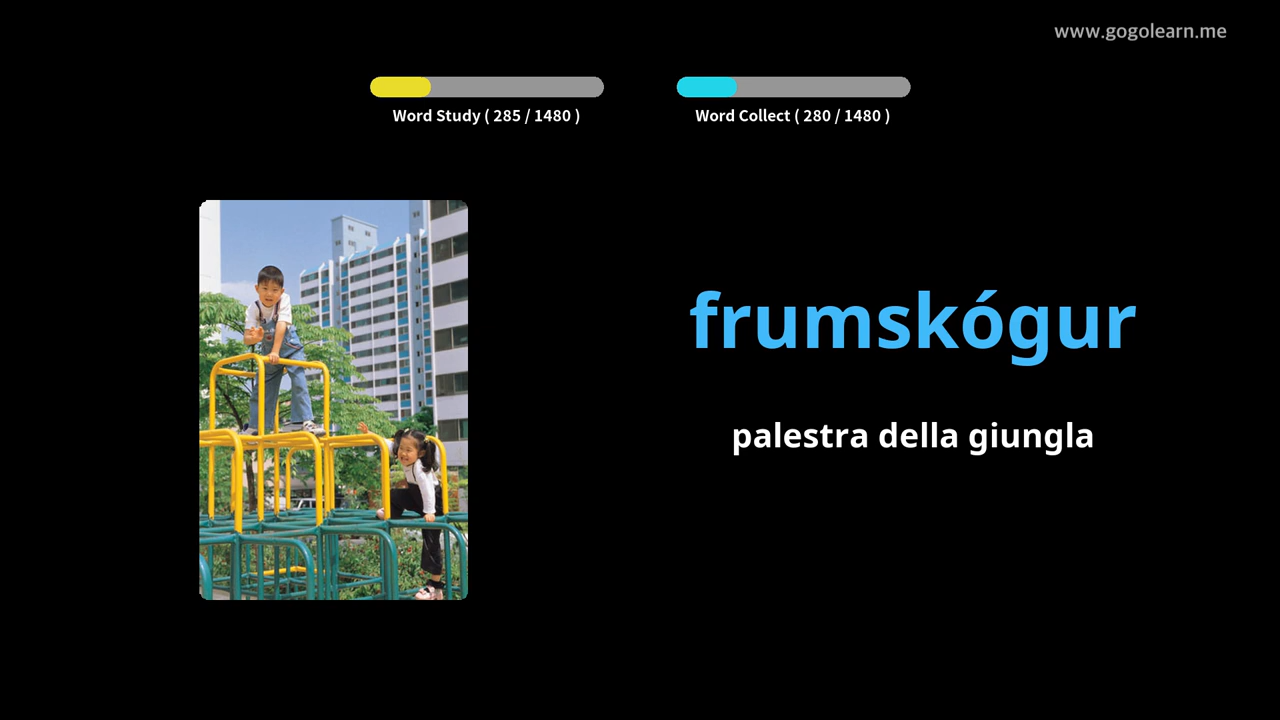 www.gogolearn.me
Word Study ( 285 / 1480 )
Word Collect ( 280 / 1480 )
frumskógur
palestra della giungla